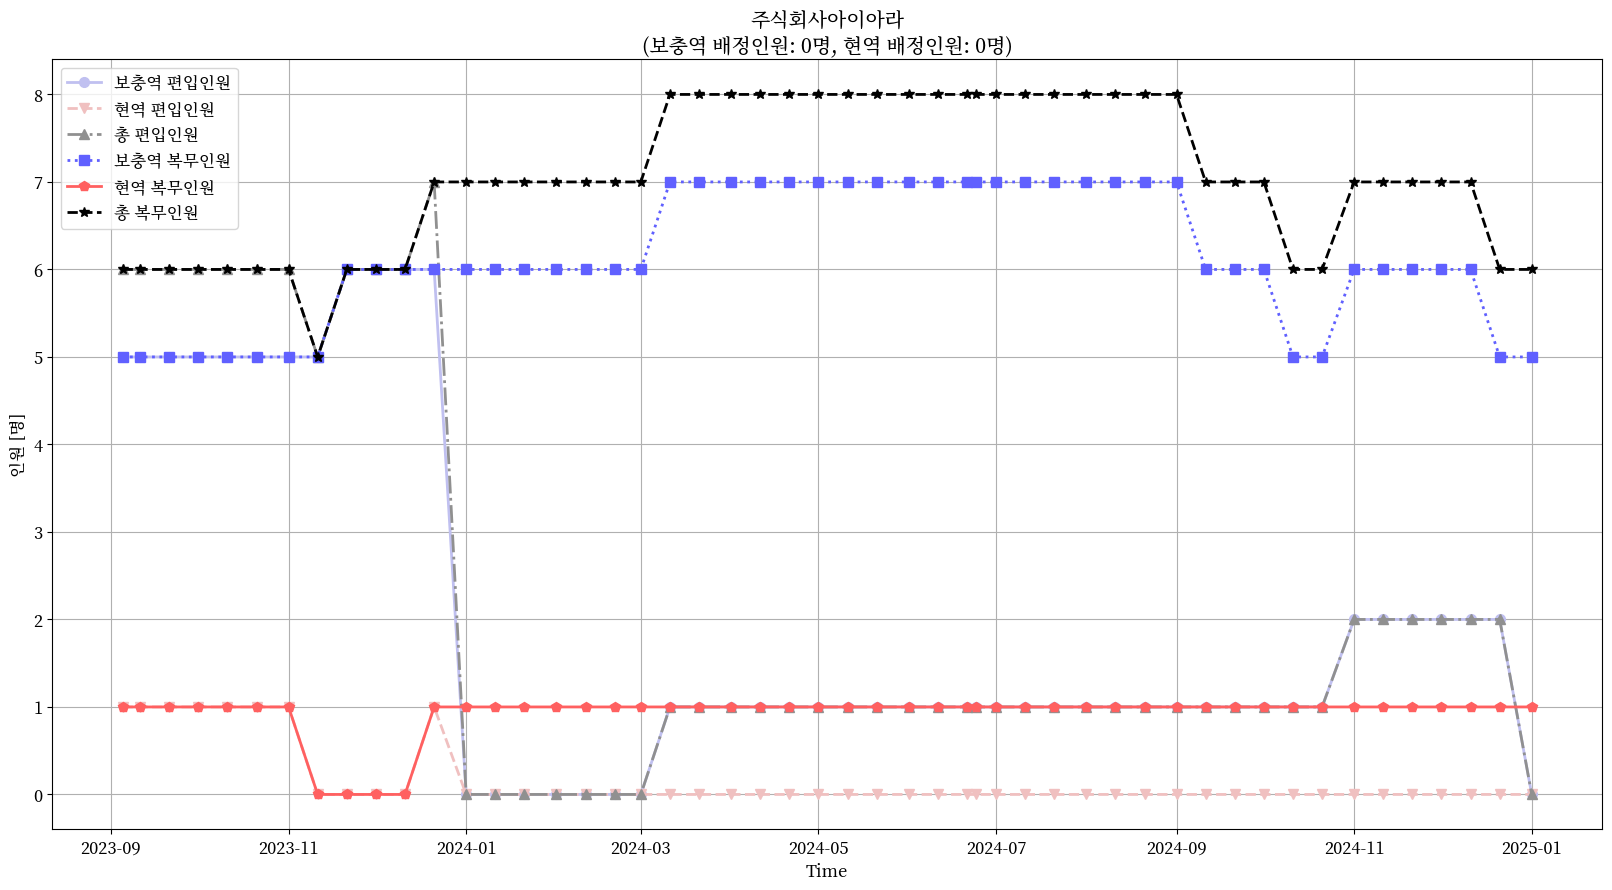 주식회사아이아라
(보충역 배정인원: 0명, 현역 배정인원: 0명)
보충역 편입인원
현역 편입인원
총 편입인원
보충역 복무인원
현역 복무인원
총 복무인원
8
7
6
5
4
3
2
1
0
인원 [명]
2023-09 2023-11 2024-01 2024-03 2024-05 2024-07 2024-09 2024-11 2025-01
Time